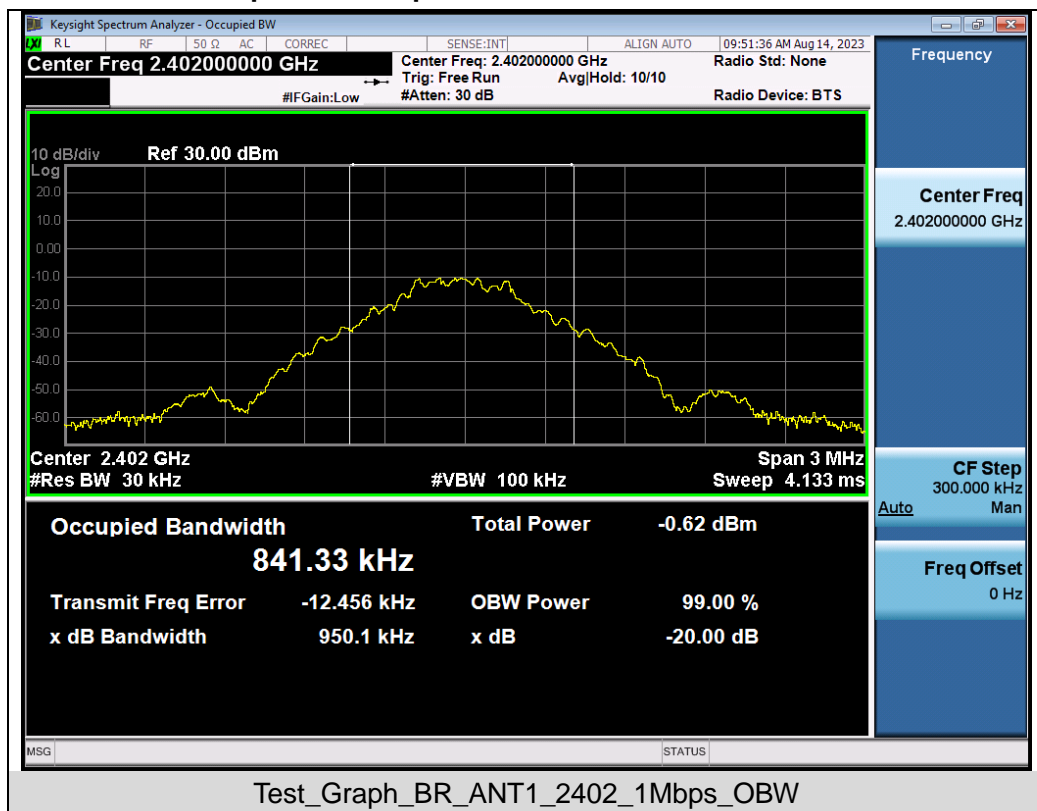 Keysight Spectrum Analyzer - Occupied BW
LXI RL RF 50 Ω AC CORREC SENSE:INT ALIGN AUTO 09:51:36 AM Aug 14, 2023
Center Freq 2.402000000 GHz
Center Freq: 2.402000000 GHz
Radio Std: None
Trig: Free Run Avg|Hold: 10/10
#IFGain:Low #Atten: 30 dB Radio Device: BTS
10 dB/div Ref 30.00 dBm
Log
20.0
10.0
0.00
-10.0
-20.0
-30.0
-40.0
-50.0
-60.0
Center 2.402 GHz Span 3 MHz
#Res BW 30 kHz #VBW 100 kHz Sweep 4.133 ms
Occupied Bandwidth Total Power -0.62 dBm
841.33 kHz
Transmit Freq Error -12.456 kHz OBW Power 99.00 %
x dB Bandwidth 950.1 kHz x dB -20.00 dB
MSG STATUS
Frequency
Center Freq
2.402000000 GHz
CF Step
300.000 kHz
Auto Man
Freq Offset
0 Hz
Test_Graph_BR_ANT1_2402_1Mbps_OBW